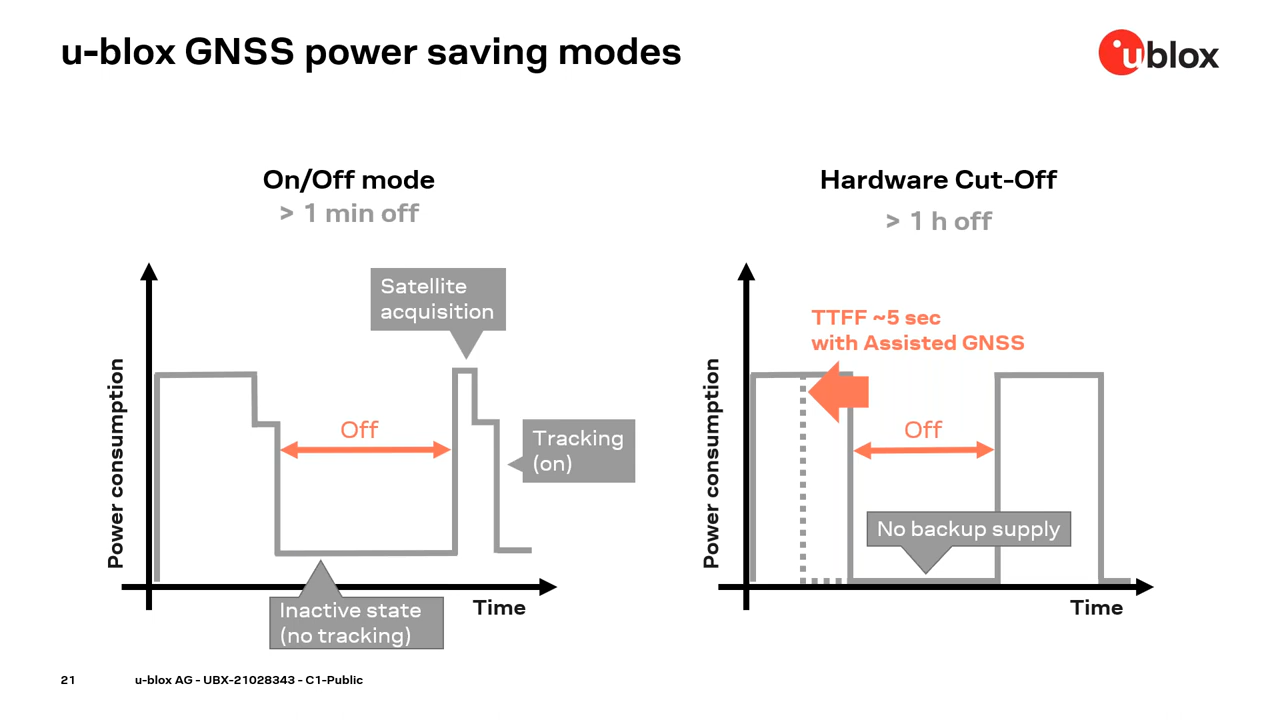 u-blox GNSS power saving modes
ublox
On/Off mode
> 1 min off
Power consumption
Satellite
acquisition
Off
Tracking
(on)
Inactive state
(no tracking)
Time
Hardware Cut-Off
> 1 h off
Power consumption
TTFF ~5 sec
with Assisted GNSS
Off
No backup supply
Time
21
u-blox AG - UBX-21028343 - C1-Public